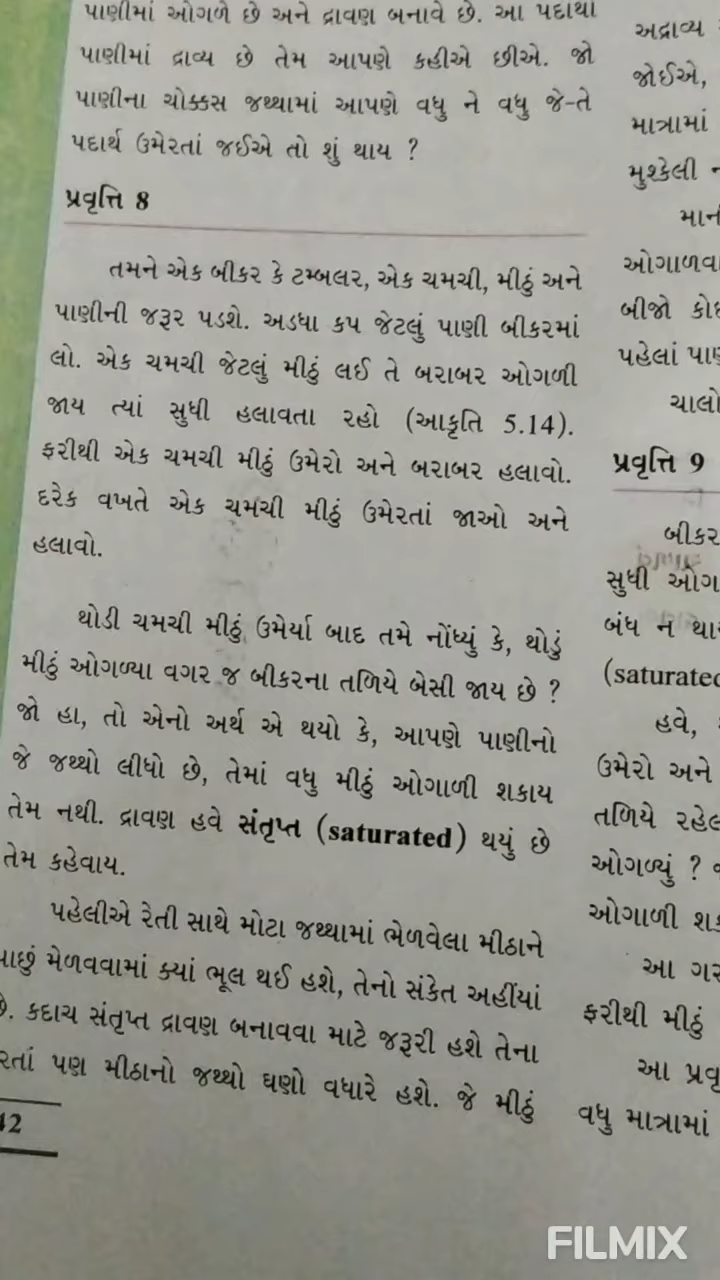 પાણીમાં ઓગળે છે અને દ્રાવણ બનાવે છે. આ પદાર્થો
પાણીમાં દ્રાવ્ય છે તેમ આપણે કહીએ છીએ. જો
પાણીના ચોક્કસ જથ્થામાં આપણે વધુ ને વધુ જે-તે
પદાર્થ ઉમેરતાં જઈએ તો શું થાય ?
પ્રવૃત્તિ 8
તમને એક બીકર કે ટમ્બલર, એક ચમચી, મીઠું અને
પાણીની જરૂર પડશે. અડધા કપ જેટલું પાણી બીકરમાં
લો. એક ચમચી જેટલું મીઠું લઈ તે બરાબર ઓગળી
જાય ત્યાં સુધી હલાવતા રહો (આકૃતિ 5.14).
ફરીથી એક ચમચી મીઠું ઉમેરો અને બરાબર હલાવો.
દરેક વખતે એક ચમચી મીઠું ઉમેરતાં જાઓ અને
હલાવો.
થોડી ચમચી મીઠું ઉમેર્યા બાદ તમે નોંધ્યું કે, થોડું
મીઠું ઓગળ્યા વગર જ બીકરના તળિયે બેસી જાય છે ?
જો હા, તો એનો અર્થ એ થયો કે, આપણે પાણીનો
જે જથ્થો લીધો છે, તેમાં વધુ મીઠું ઓગાળી શકાય
તેમ નથી. દ્રાવણ હવે સંતૃપ્ત (saturated) થયું છે
તેમ કહેવાય.
પહેલીએ રેતી સાથે મોટા જથ્થામાં ભેળવેલા મીઠાને
પાછું મેળવવામાં ક્યાં ભૂલ થઈ હશે, તેનો સંકેત અહીંયાં
છે. કદાચ સંતૃપ્ત દ્રાવણ બનાવવા માટે જરૂરી હશે તેના
કરતાં પણ મીઠાનો જથ્થો ઘણો વધારે હશે. જે મીઠું
42
અદ્રાવ્ય
જોઈએ,
માત્રામાં
મુશ્કેલી
ઓગાળવા
બીજો
પહેલાં
ચાલો
પ્રવૃત્તિ 9
બીકર
સુધી
બંધ ન
(saturated
હવે,
ઉમેરો અને
તળિયે
ઓગળ્યું ?
ઓગાળી
આ
ફરીથી મીઠું
આ
વધુ માત્રામાં
FILMIX